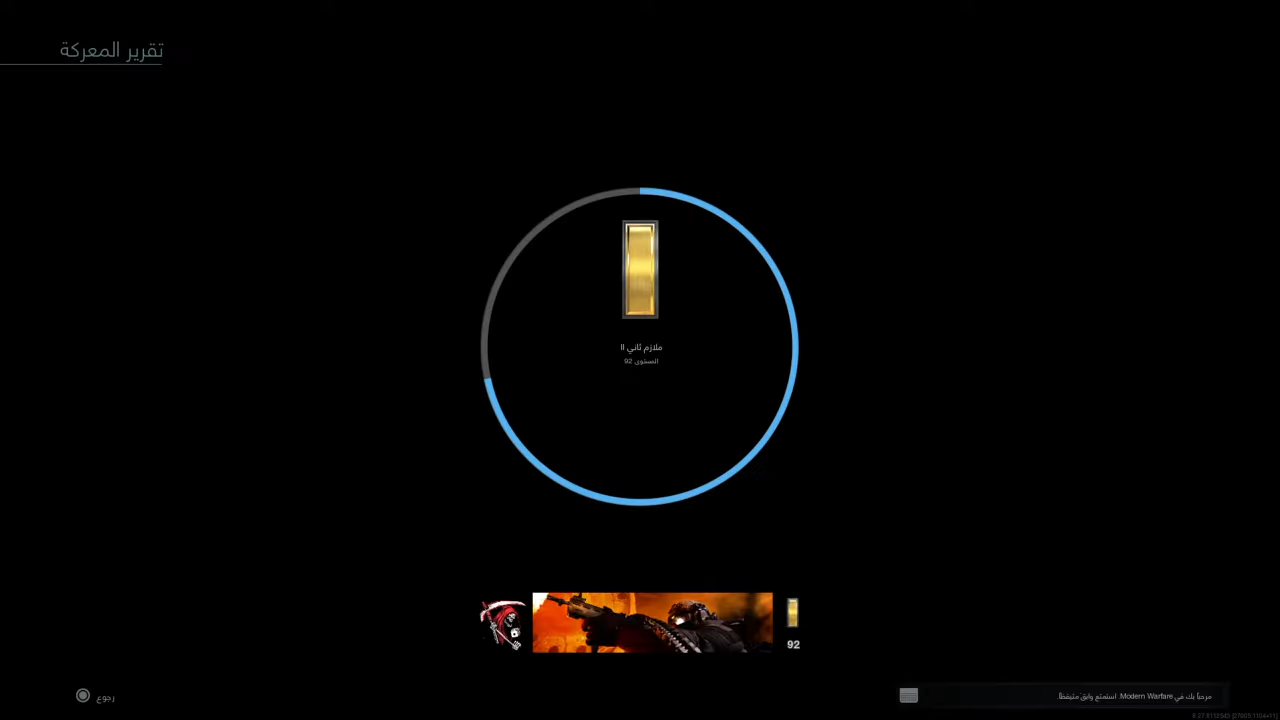 تقرير المعركة
ملازم ثاني II
المستوى 92
92
رجوع
مرحباً بك في Modern Warfare. استمتع وابقَ متيقظاً.